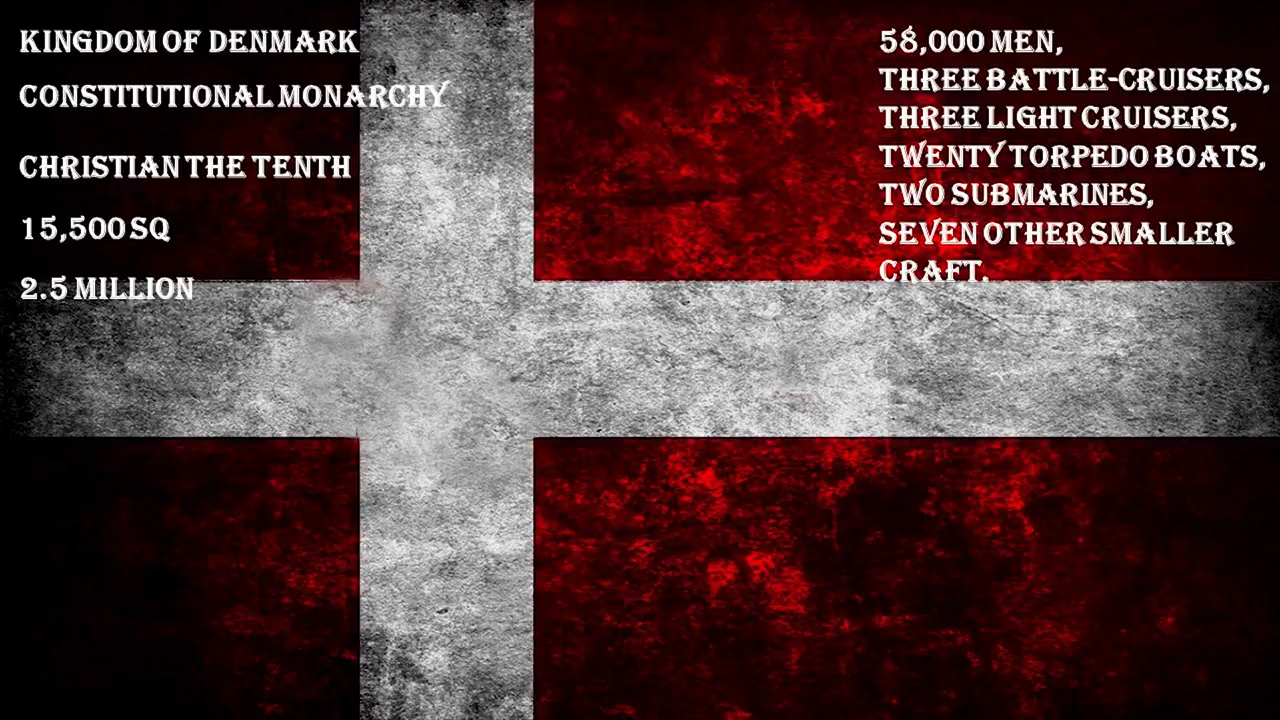 KINGDOM OF DENMARK
CONSTITUTIONAL MONARCHY
CHRISTIAN THE TENTH
15,500 SQ
2.5 MILLION
58,000 MEN,
THREE BATTLE-CRUISERS,
THREE LIGHT CRUISERS,
TWENTY TORPEDO BOATS,
TWO SUBMARINES,
SEVEN OTHER SMALLER
CRAFT.